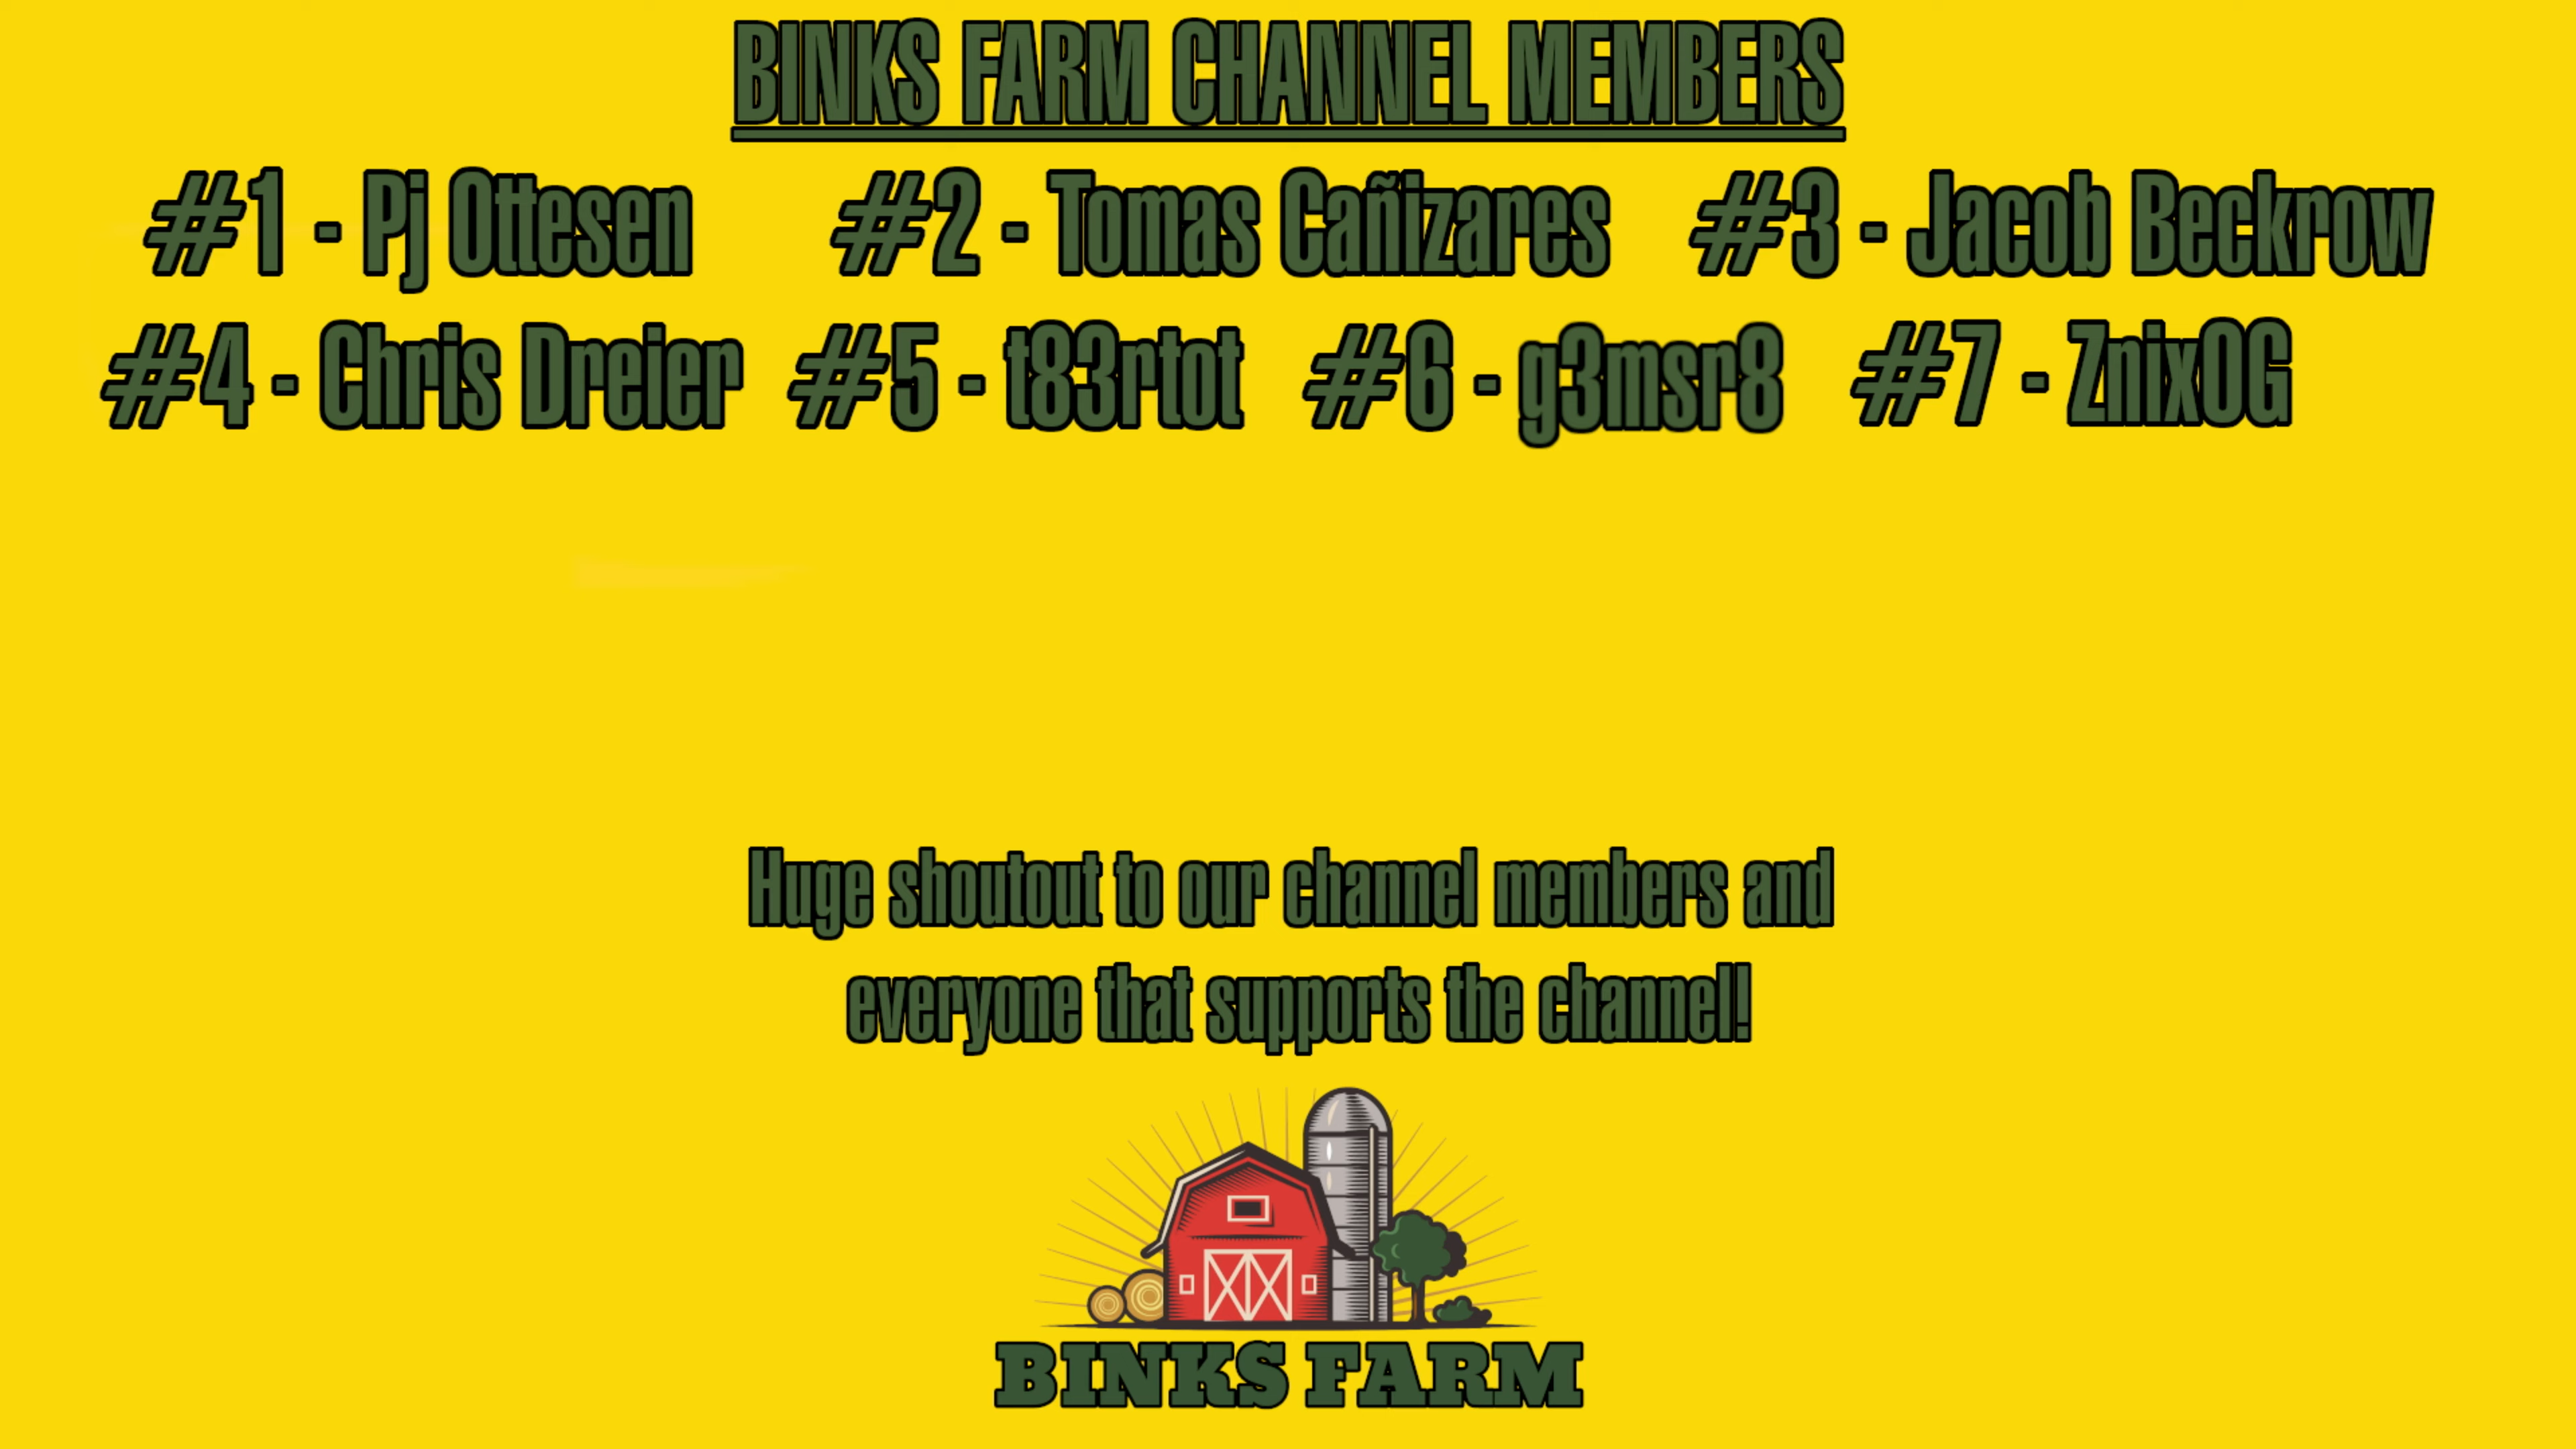 BINKS FARM CHANNEL MEMBERS
#1 - Pj Ottesen #2 - Tomas Cañizares #3 - Jacob Beckrow
#4 - Chris Dreier #5 - t83rtot #6 - g3msr8 #7 - ZnixOG
Huge shoutout to our channel members and
everyone that supports the channel!
BINKS FARM